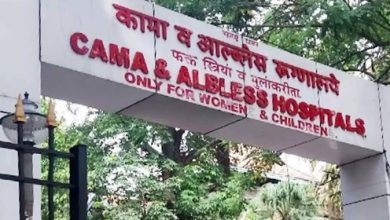 कामा व आल्ब्लेस रूग्णालये
फक्त स्त्रिया व मुलाकरीता.
CAMA & ALBLESS HOSPITALS
ONLY FOR WOMEN & CHILDREN